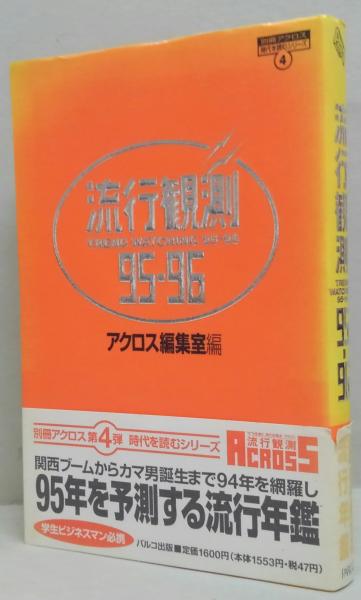 別冊アクロス
時代を読むシリーズ
4
流行観測
TREND WATCHING 95-96
95-96
アクロス編集室編
別冊アクロス第4弾 時代を読むシリーズ
流行観測
ACROSS
関西ブームからカマ男誕生まで94年を網羅し
95年を予測する流行年鑑
学生ビジネスマン必携
パルコ出版■定価1600円(本体1553円・税47円)
流行観測
95-96
流行年鑑